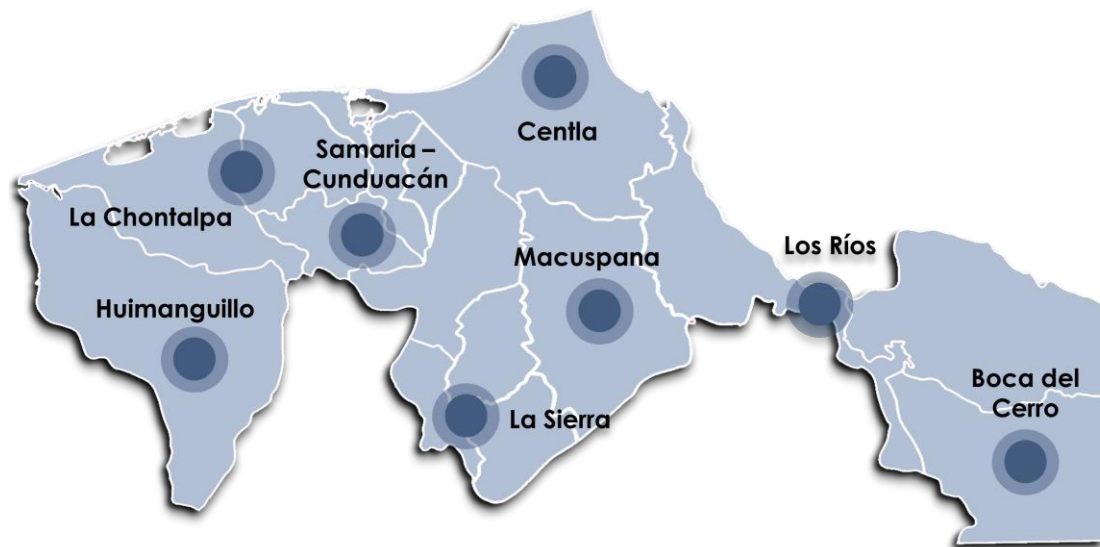 Centla
Samaria –
Cunduacán
La Chontalpa
Los Ríos
Macuspana
Huimanguillo
Boca del
Cerro
La Sierra